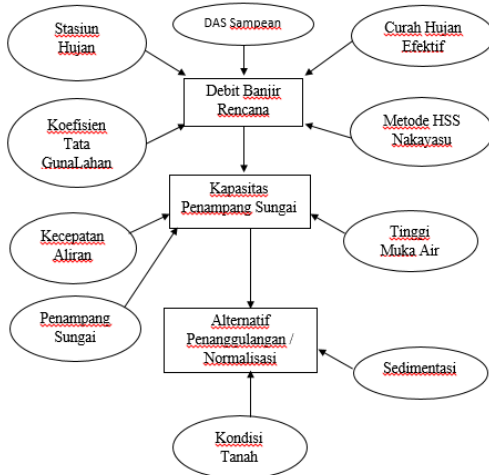 Stasiun
Hujan
DAS Sampean
Curah Hujan
Efektif
Debit Banjir
Rencana
Koefisien
Tata
GunaLahan
Metode HSS
Nakayasu
Kapasitas
Penampang Sungai
Kecepatan
Aliran
Tinggi
Muka Air
Penampang
Sungai
Alternatif
Penanggulangan /
Normalisasi
Sedimentasi
Kondisi
Tanah